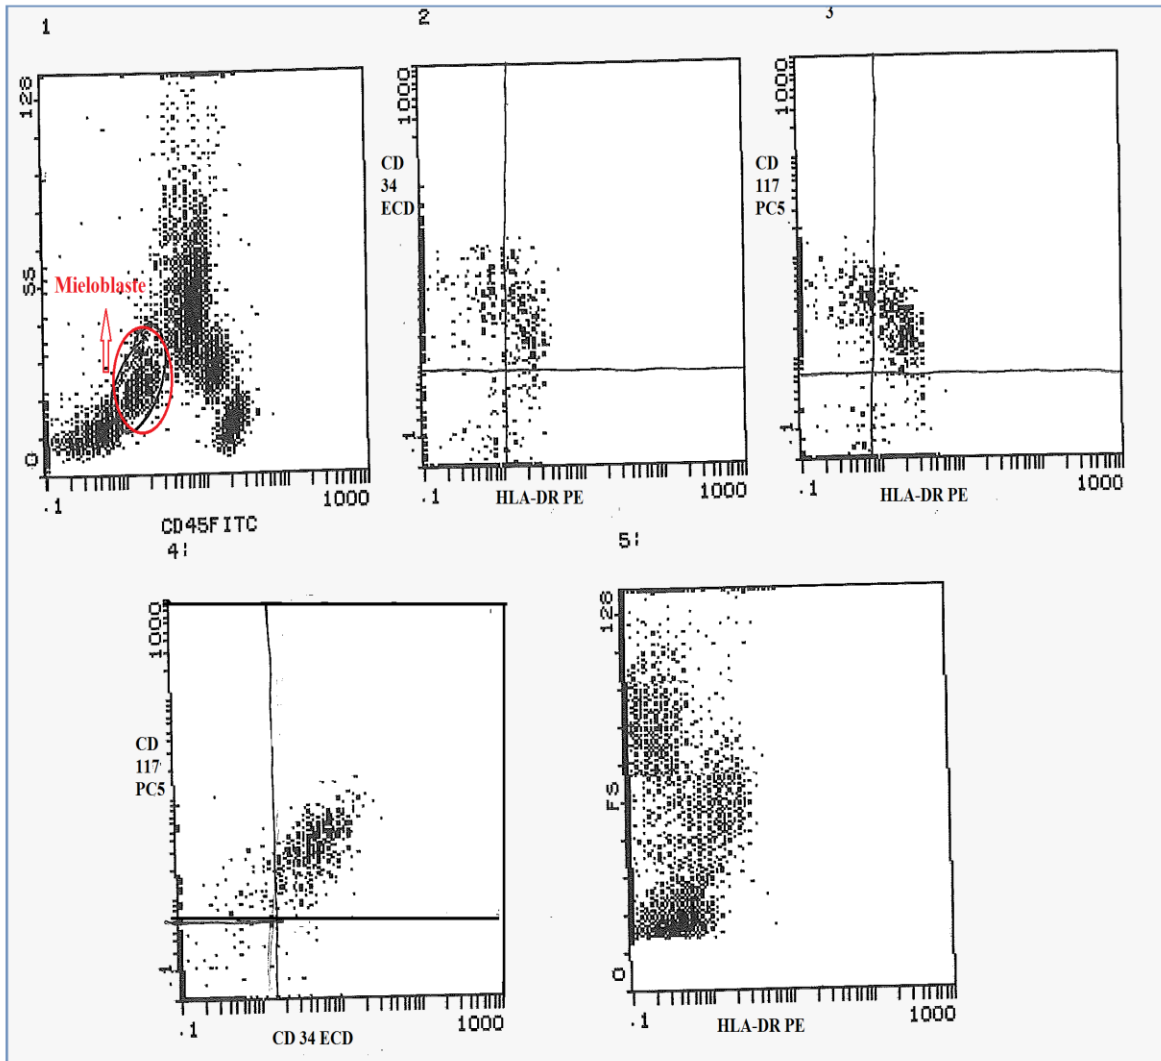 1
2
3
128
SS
0
Mieloblaste
.1
1000
CD45FITC
1000
CD
34
ECD
1
.1
1000
HLA-DR PE
1000
CD
117
PC5
1
.1
1000
HLA-DR PE
4
5
1000
CD
117
PC5
1
.1
1000
CD 34 ECD
128
FS
0
.1
1000
HLA-DR PE